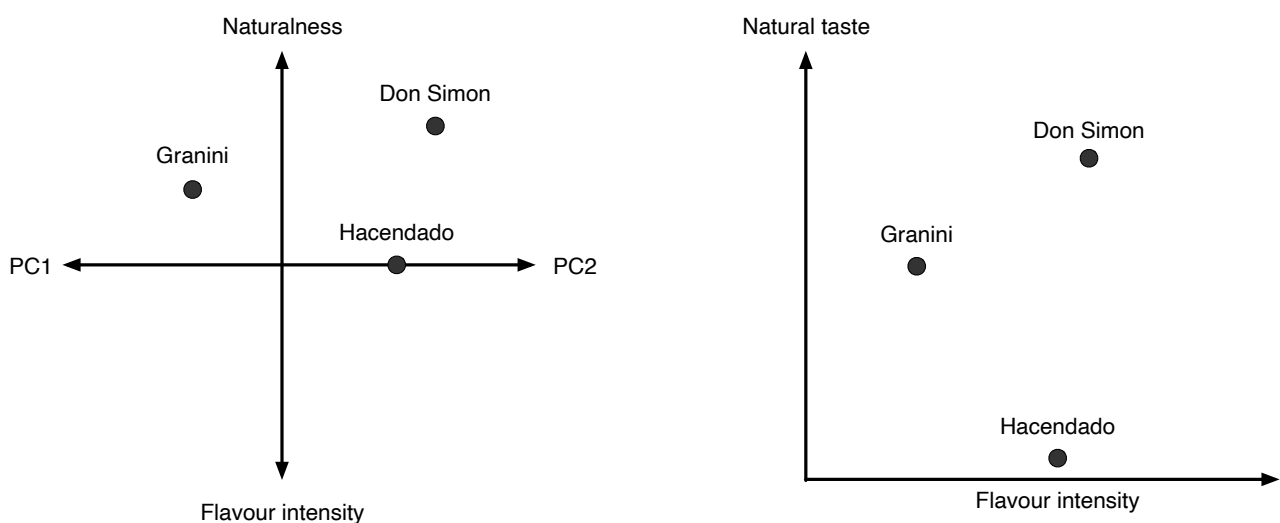 Naturalness
Don Simon
Granini
Hacendado
PC1
PC2
Flavour intensity
Natural taste
Don Simon
Granini
Hacendado
Flavour intensity